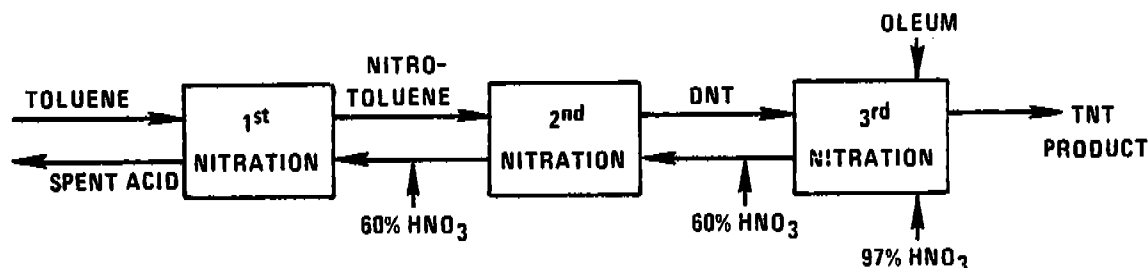 OLEUM
NITRO-
TOLUENE
TOLUENE
DNT
1st
NITRATION
2nd
NITRATION
3rd
NITRATION
TNT
PRODUCT
SPENT ACID
60% HNO3
60% HNO3
97% HNO3